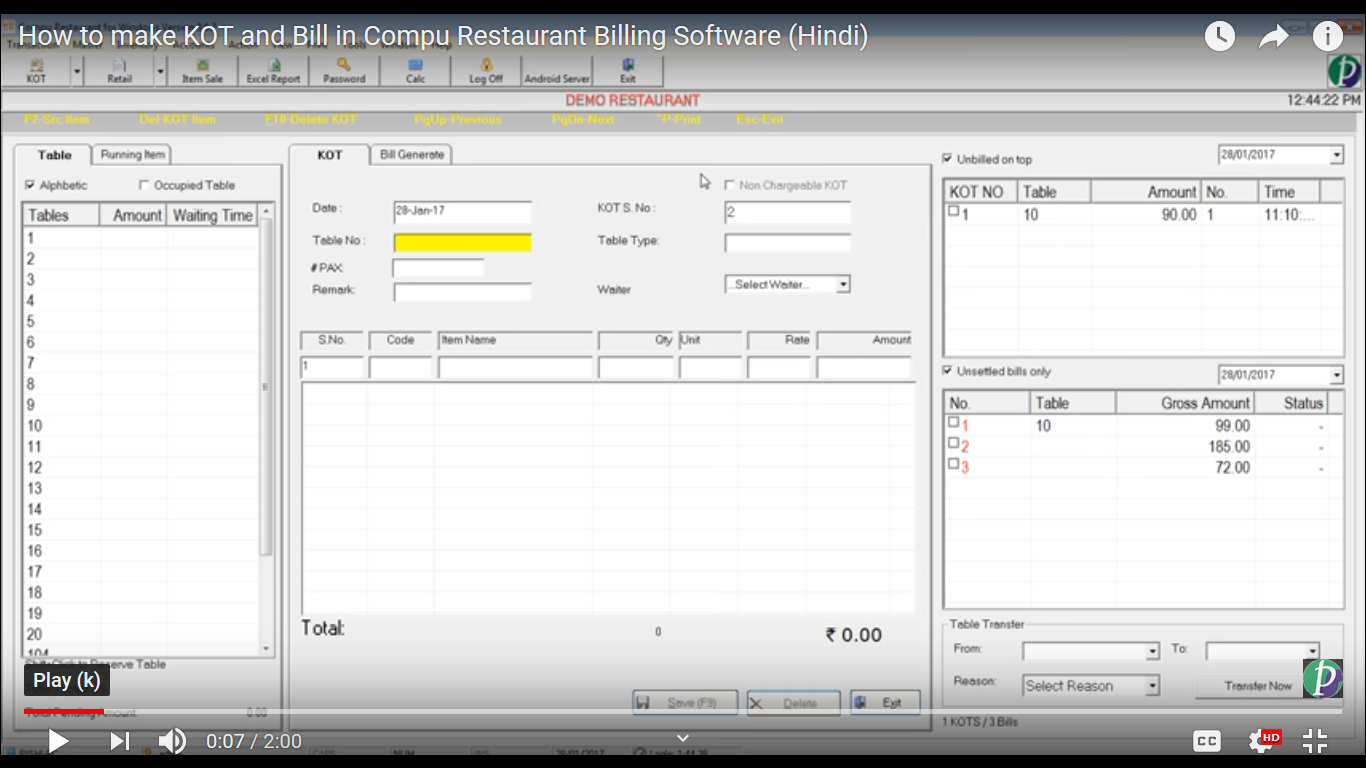 How to make KOT and Bill in Compu Restaurant Billing Software (Hindi)
KOT Retail Item Sale Excel Report Password Calc Log Off Android Server Exit
DEMO RESTAURANT 12:44:22 PM
F2-Src Item Del-KOT Item F10-Delete KOT PgUp-Previous PgDn-Next ^P-Print Esc-Exit
Table Running Item
Alphbetic Occupied Table
Tables Amount Waiting Time
1
2
3
4
5
6
7
8
9
10
11
12
13
14
15
16
17
18
19
20
104
Shift+Click to Reserve Table
Play (k)
Total Pending Amount: 0.00
KOT Bill Generate
Non Chargeable KOT
Date : 28-Jan-17 KOT S. No : 2
Table No : Table Type:
# PAX:
Remark: Waiter ..Select Waiter...
S.No. Code Item Name Qty Unit Rate Amount
1
Total: 0 ₹ 0.00
Save (F9) Delete Exit
Unbilled on top 28/01/2017
KOT NO Table Amount No. Time
1 10 90.00 1 11:10:...
Unsettled bills only 28/01/2017
No. Table Gross Amount Status
1 10 99.00 -
2 185.00 -
3 72.00 -
Table Transfer
From: To:
Reason: Select Reason Transfer Now
1 KOTS / 3 Bills
0:07 / 2:00 CC HD
CAPS NUM INS 28/01/2017